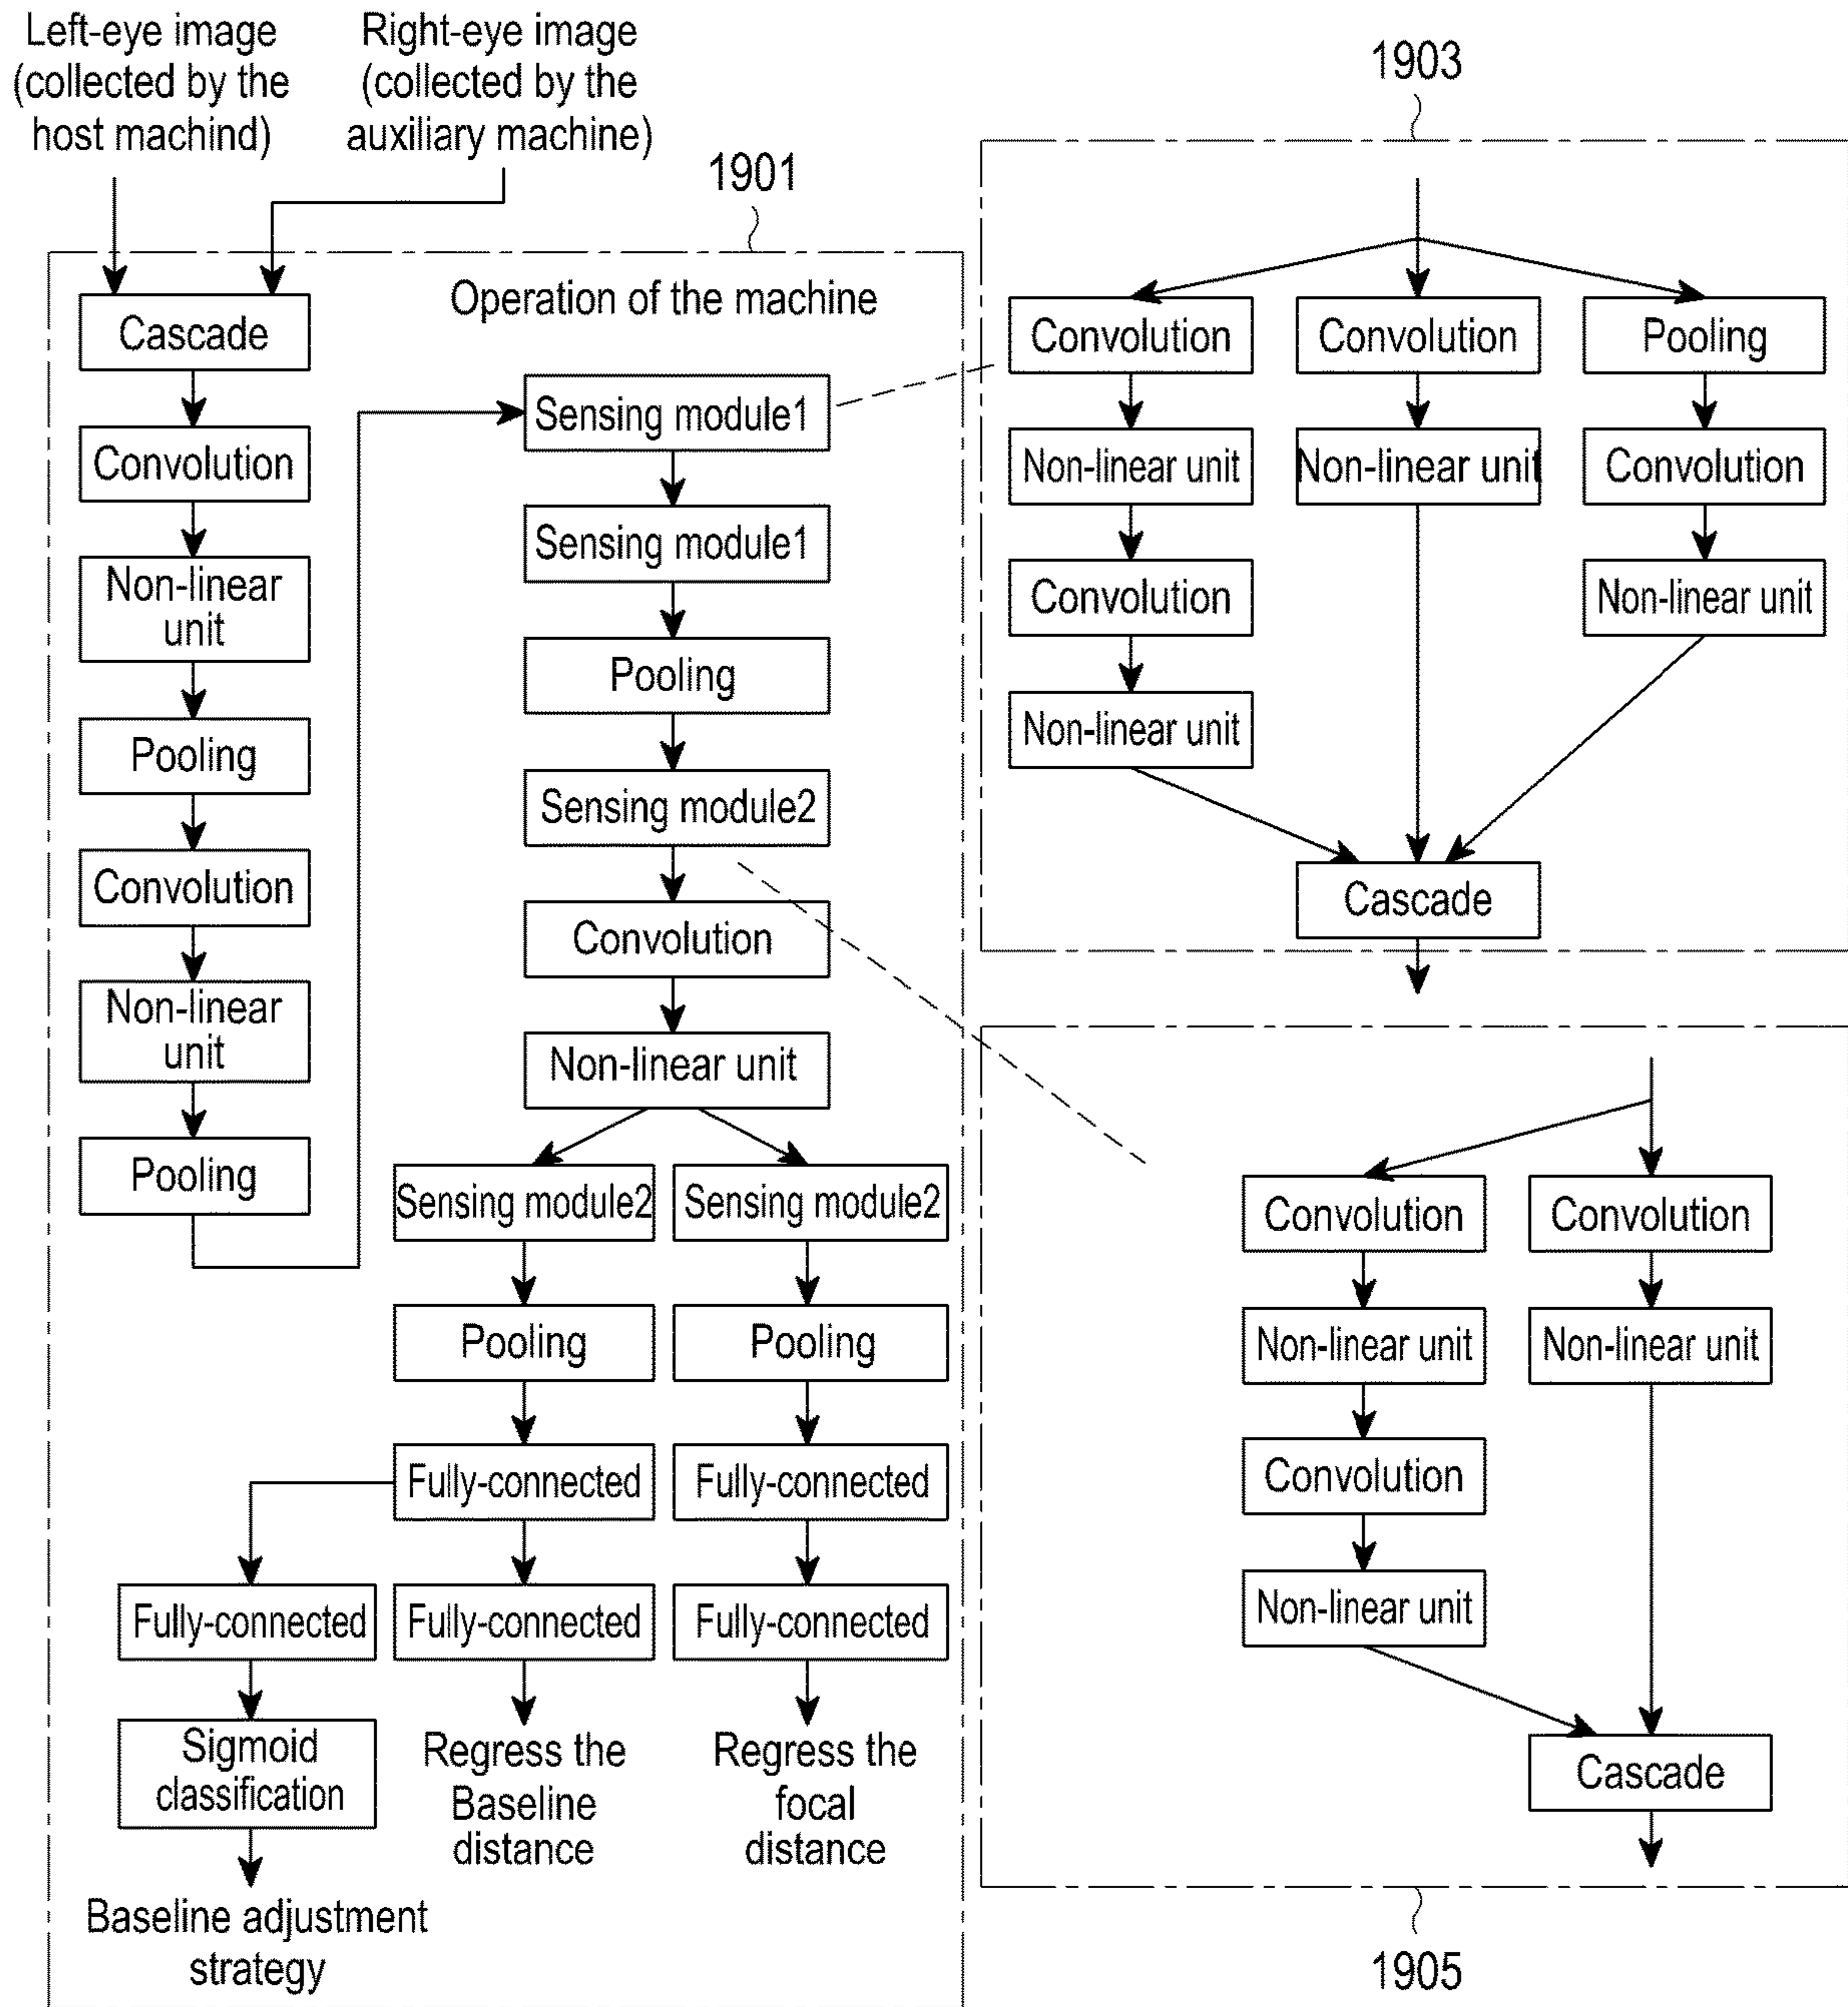 Left-eye image
(collected by the
host machind)
Right-eye image
(collected by the
auxiliary machine)
1901
Operation of the machine
Cascade
Convolution
Non-linear
unit
Pooling
Convolution
Non-linear
unit
Pooling
Sensing module1
Sensing module1
Pooling
Sensing module2
Convolution
Non-linear unit
Sensing module2
Sensing module2
Pooling
Pooling
Fully-connected
Fully-connected
Fully-connected
Fully-connected
Fully-connected
Sigmoid
classification
Regress the
Baseline
distance
Regress the
focal
distance
Baseline adjustment
strategy
1903
Convolution
Convolution
Pooling
Non-linear unit
Non-linear unit
Convolution
Convolution
Non-linear unit
Non-linear unit
Cascade
Convolution
Convolution
Non-linear unit
Non-linear unit
Convolution
Non-linear unit
Cascade
1905